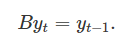 By_t = y_{t-1}.